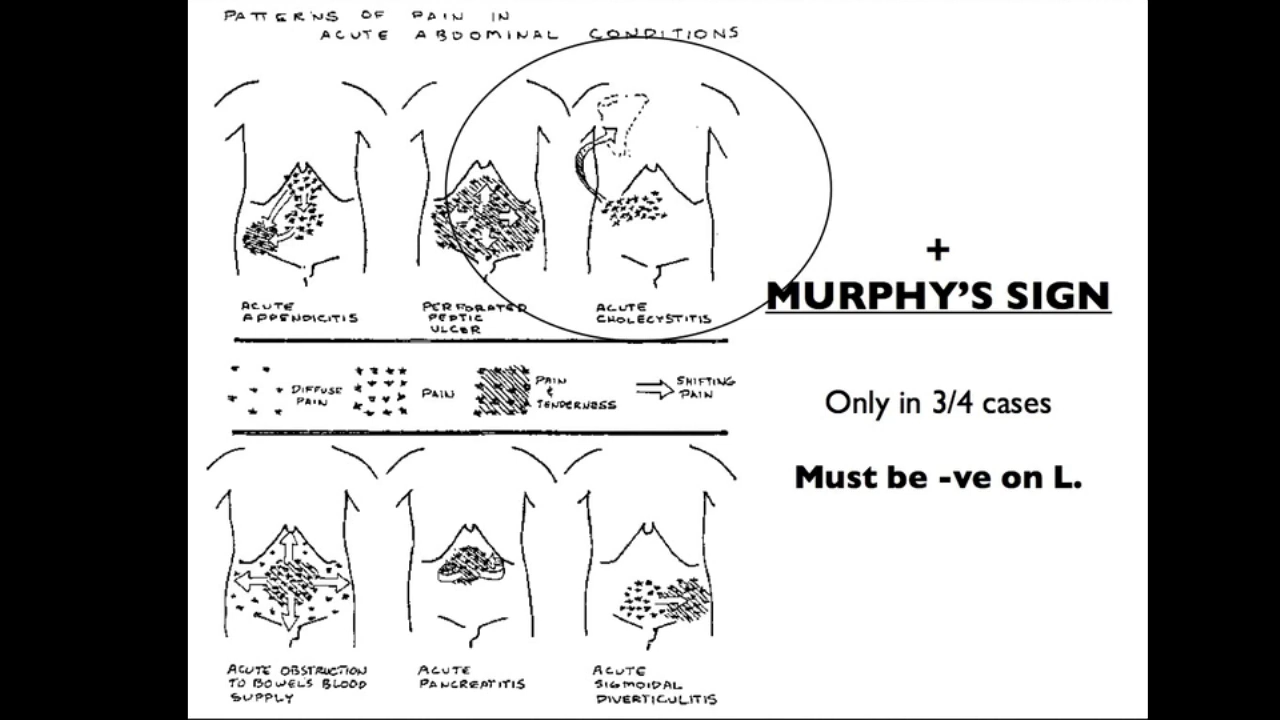 PATTERNS OF PAIN IN
ACUTE ABDOMINAL CONDITIONS
ACUTE
APPENDICITIS
PERFORATED
PEPTIC
ULCER
ACUTE
CHOLECYSTITIS
+
MURPHY'S SIGN
Only in 3/4 cases
Must be -ve on L.
DIFFUSE
PAIN
PAIN
PAIN
&
TENDERNESS
SHIFTING
PAIN
ACUTE OBSTRUCTION
TO BOWEL'S BLOOD
SUPPLY
ACUTE
PANCREATITIS
ACUTE
SIGMOIDAL
DIVERTICULITIS